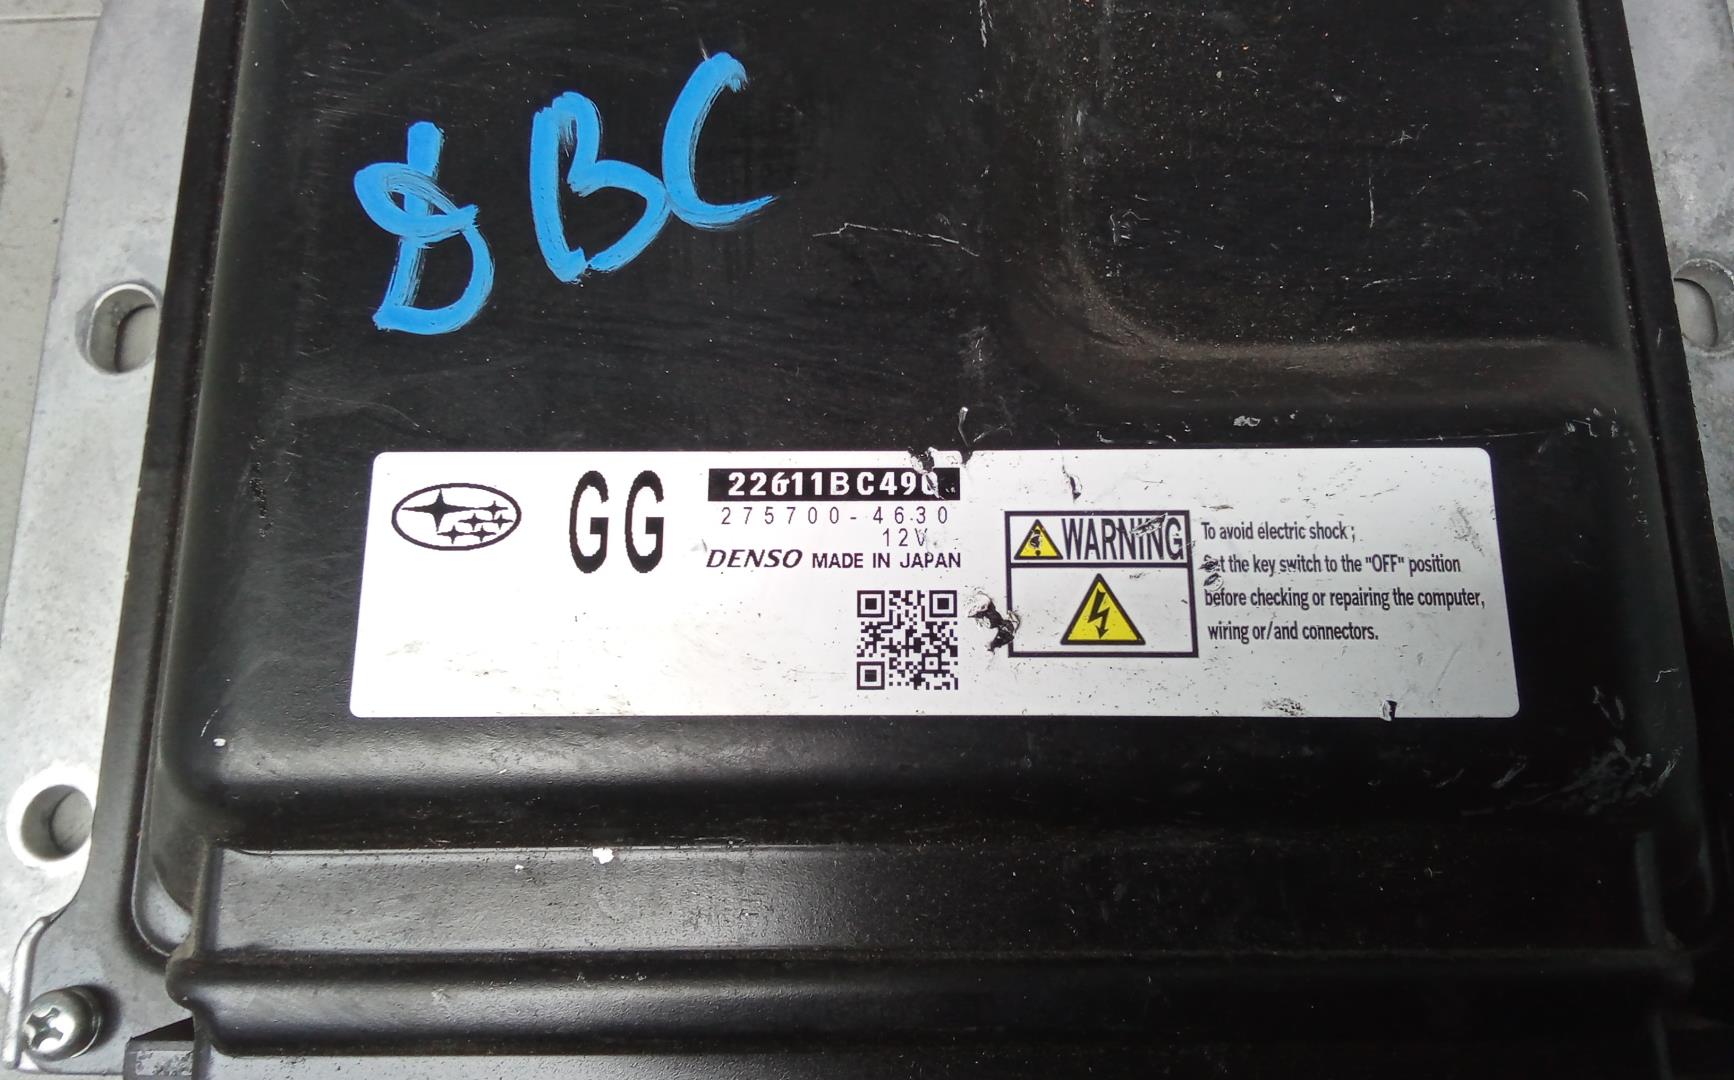 BC
GG
22611BC490
275700-4630
12V
DENSO MADE IN JAPAN
WARNING
To avoid electric shock ;
Set the key switch to the "OFF" position
before checking or repairing the computer,
wiring or/and connectors.